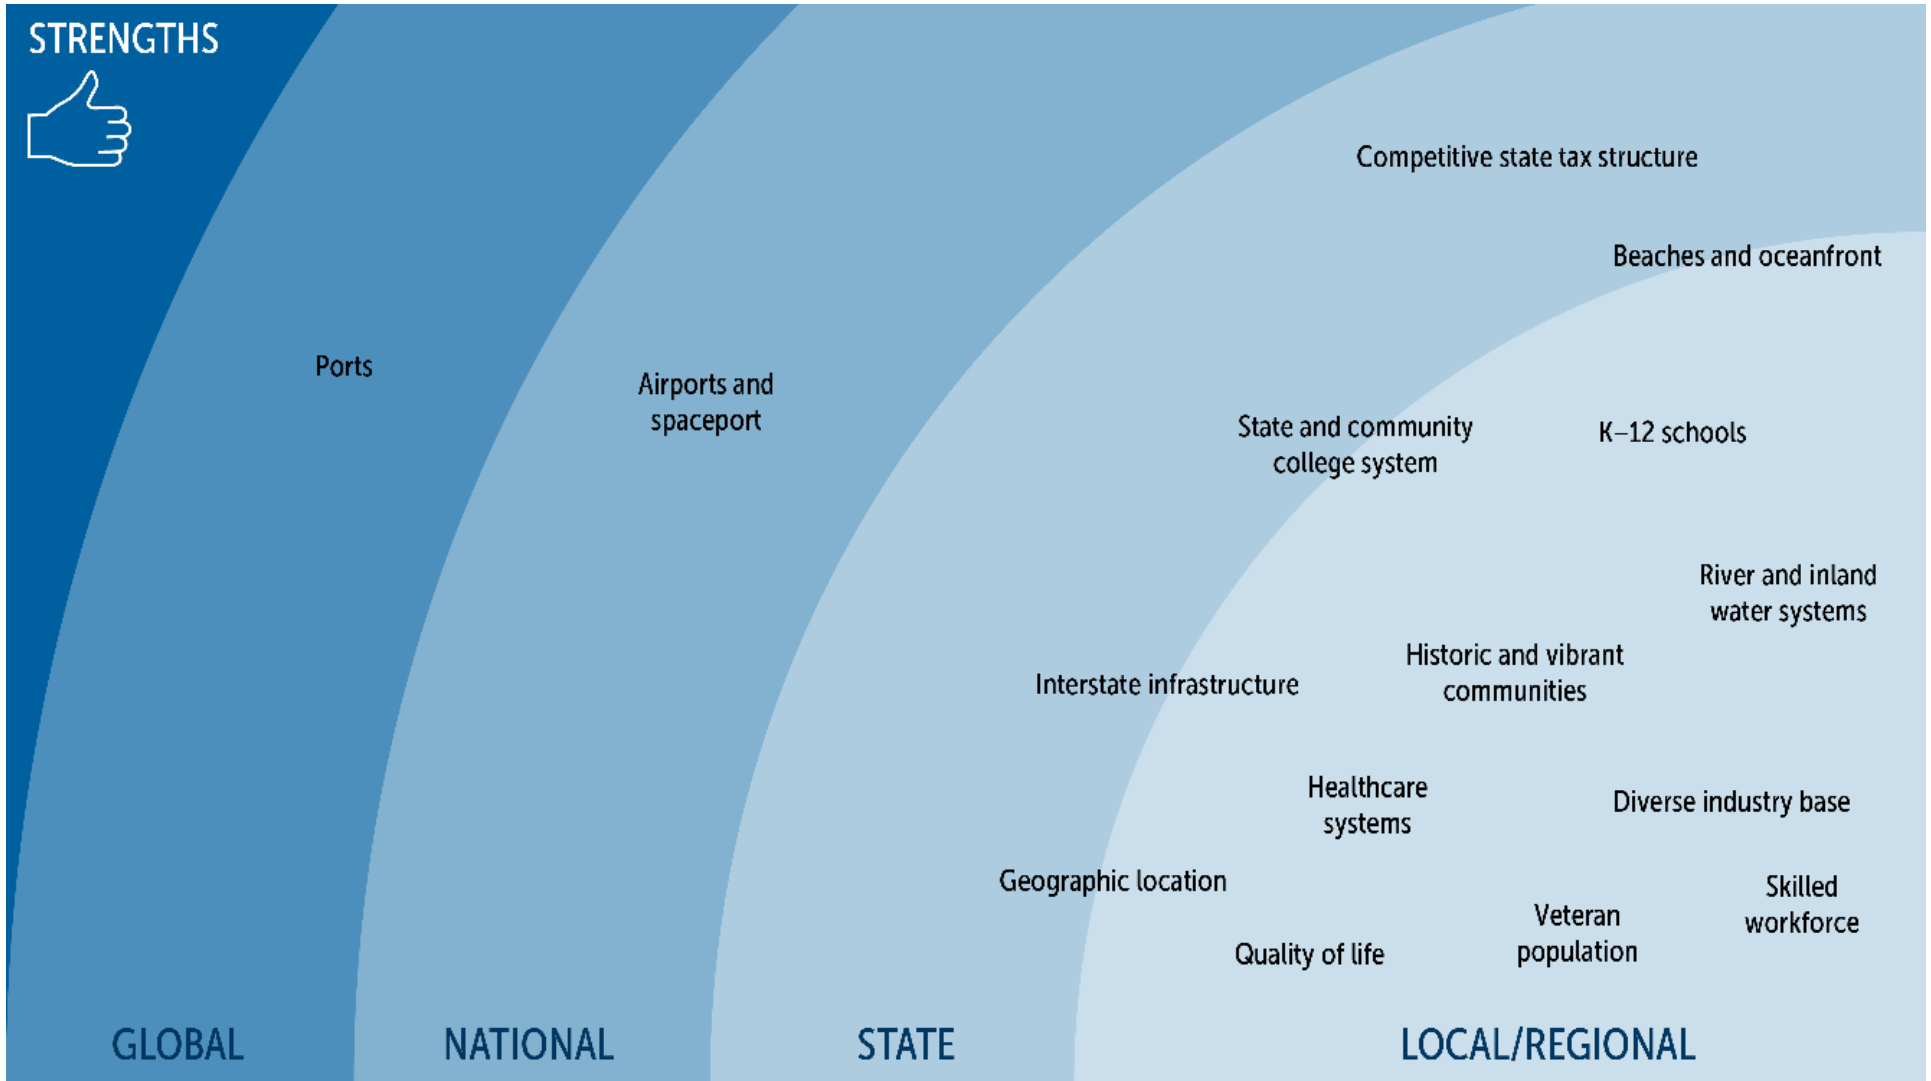 STRENGTHS
Competitive state tax structure
Beaches and oceanfront
Ports
Airports and
spaceport
State and community
college system
K–12 schools
River and inland
water systems
Historic and vibrant
communities
Interstate infrastructure
Healthcare
systems
Diverse industry base
Geographic location
Skilled
workforce
Veteran
population
Quality of life
GLOBAL
NATIONAL
STATE
LOCAL/REGIONAL